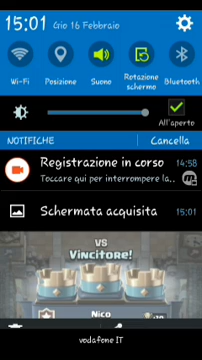 15:01 Gio 16 Febbraio
Wi-Fi Posizione Suono Rotazione schermo Bluetooth
All'aperto
NOTIFICHE Cancella
Registrazione in corso 14:58
Toccare qui per interrompere la..
Schermata acquisita 15:01
VS
Vincitore!
Nico
vodafone IT